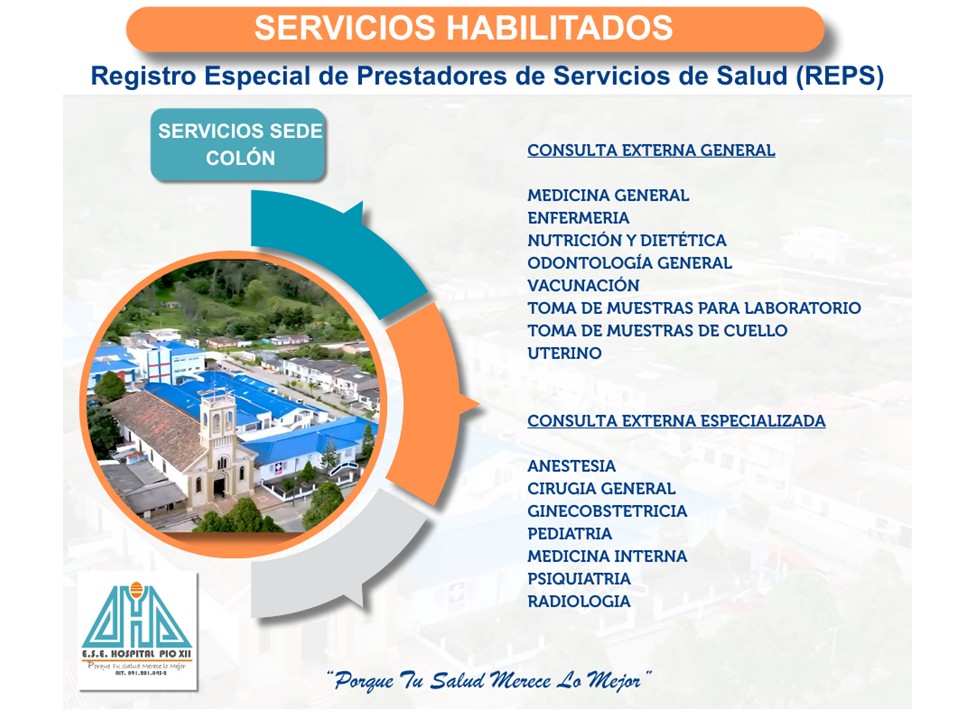 SERVICIOS HABILITADOS
Registro Especial de Prestadores de Servicios de Salud (REPS)
SERVICIOS SEDE
COLÓN
CONSULTA EXTERNA GENERAL
MEDICINA GENERAL
ENFERMERIA
NUTRICIÓN Y DIETÉTICA
ODONTOLOGÍA GENERAL
VACUNACIÓN
TOMA DE MUESTRAS PARA LABORATORIO
TOMA DE MUESTRAS DE CUELLO
UTERINO
CONSULTA EXTERNA ESPECIALIZADA
ANESTESIA
CIRUGIA GENERAL
GINECOBSTETRICIA
PEDIATRIA
MEDICINA INTERNA
PSIQUIATRIA
RADIOLOGIA
E.S.E. HOSPITAL PIO XII
Porque Tu Salud Merece lo Mejor
NIT. 891.201.845-2
"Porque Tu Salud Merece Lo Mejor"